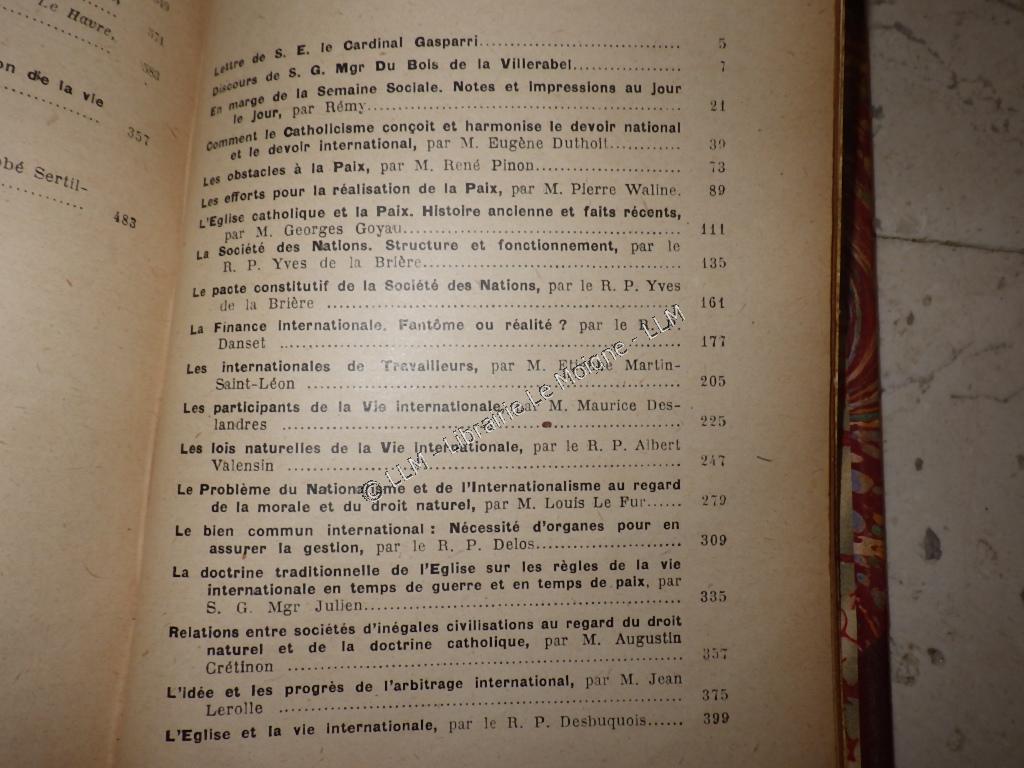 Le Havre,
571
583
on de la vie
357
bbé Sertil-
483
Lettre de S. E. le Cardinal Gasparri 5
Discours de S. G. Mgr Du Bois de la Villerabel 7
En marge de la Semaine Sociale. Notes et impressions au jour
le jour, par Rémy 21
Comment le Catholicisme conçoit et harmonise le devoir national
et le devoir international, par M. Eugène Duthoit 39
Les obstacles à la Paix, par M. René Pinon 73
Les efforts pour la réalisation de la Paix, par M. Pierre Waline. 89
L'Eglise catholique et la Paix. Histoire ancienne et faits récents,
par M. Georges Goyau 111
La Société des Nations. Structure et fonctionnement, par le
R. P. Yves de la Brière 135
Le pacte constitutif de la Société des Nations, par le R. P. Yves
de la Brière 161
La Finance internationale. Fantôme ou réalité ? par le R. P.
Danset 177
Les internationales de Travailleurs, par M. Etienne Martin-
Saint-Léon 205
Les participants de la Vie internationale, par M. Maurice Des-
landres 225
Les lois naturelles de la Vie internationale, par le R. P. Albert
Valensin 247
Le Problème du Nationalisme et de l'Internationalisme au regard
de la morale et du droit naturel, par M. Louis Le Fur 279
Le bien commun international : Nécessité d'organes pour en
assurer la gestion, par le R. P. Delos 309
La doctrine traditionnelle de l'Eglise sur les règles de la vie
internationale en temps de guerre et en temps de paix, par
S. G. Mgr Julien 335
Relations entre sociétés d'inégales civilisations au regard du droit
naturel et de la doctrine catholique, par M. Augustin
Crétinon 357
L'idée et les progrès de l'arbitrage international, par M. Jean
Lerolle 375
L'Eglise et la vie internationale, par le R. P. Desbuquois 399
© LLM - Librairie Le Moigne - LLM